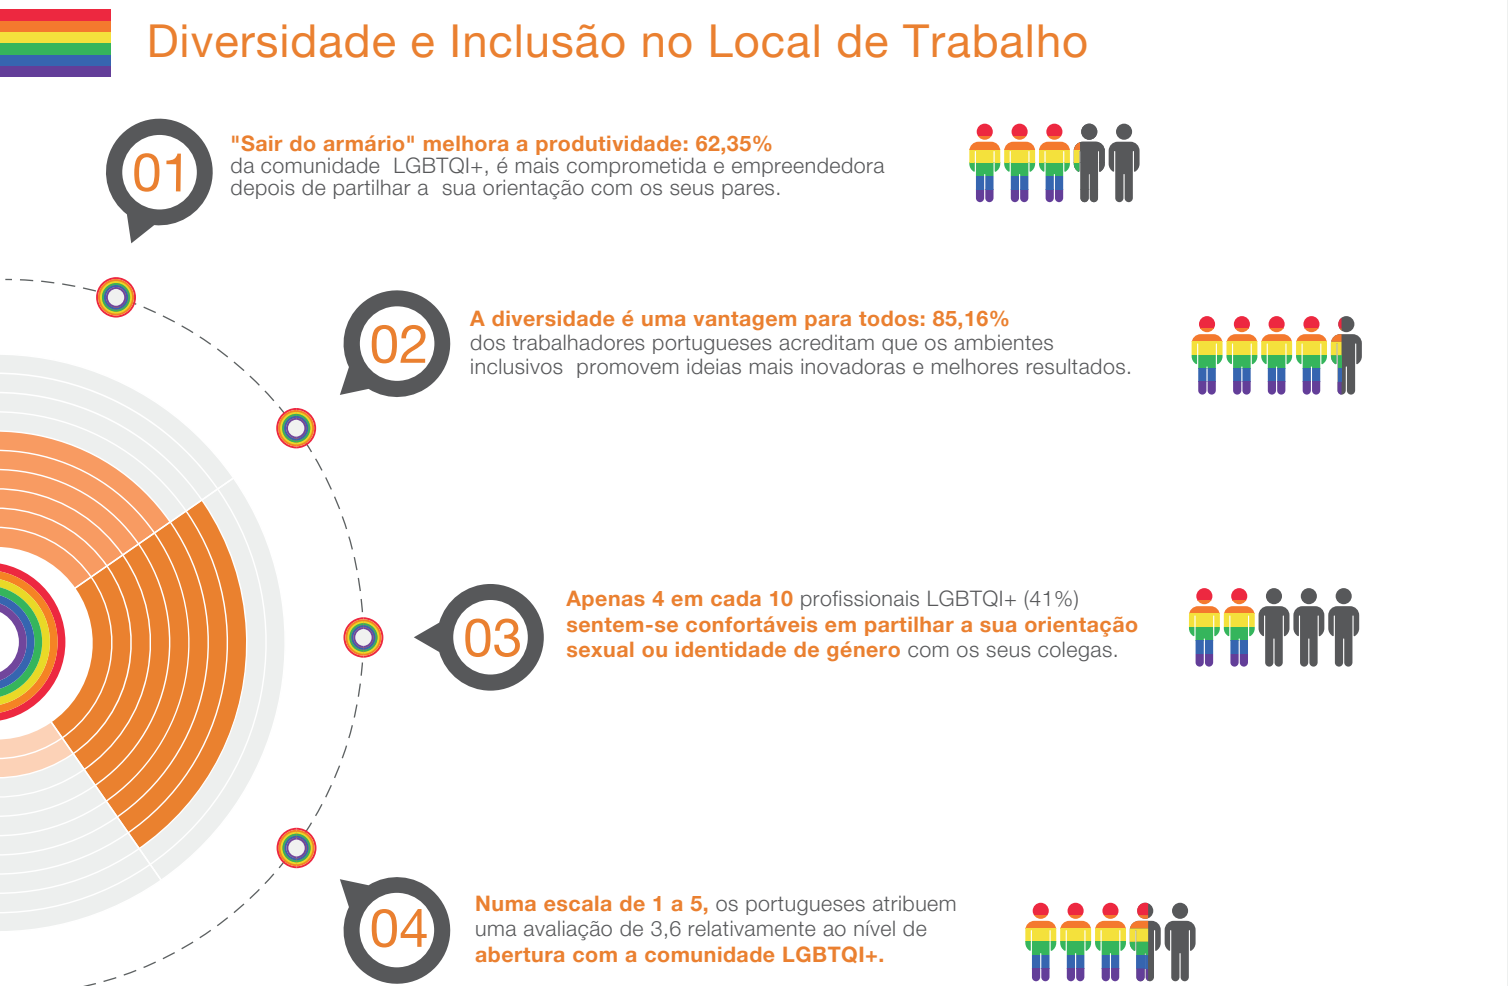 Diversidade e Inclusão no Local de Trabalho
01
"Sair do armário" melhora a produtividade: 62,35%
da comunidade  LGBTQI+, é mais comprometida e empreendedora
depois de partilhar a  sua orientação com os seus pares.
02
A diversidade é uma vantagem para todos: 85,16%
dos trabalhadores portugueses acreditam que os ambientes
inclusivos  promovem ideias mais inovadoras e melhores resultados.
03
Apenas 4 em cada 10 profissionais LGBTQI+ (41%)
sentem-se confortáveis em partilhar a sua orientação
sexual ou identidade de género com os seus colegas.
04
Numa escala de 1 a 5, os portugueses atribuem
uma avaliação de 3,6 relativamente ao nível de
abertura com a comunidade LGBTQI+.